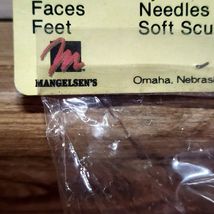 Faces Needles
Feet Soft Scu
m
MANGELSEN'S
Omaha, Nebras